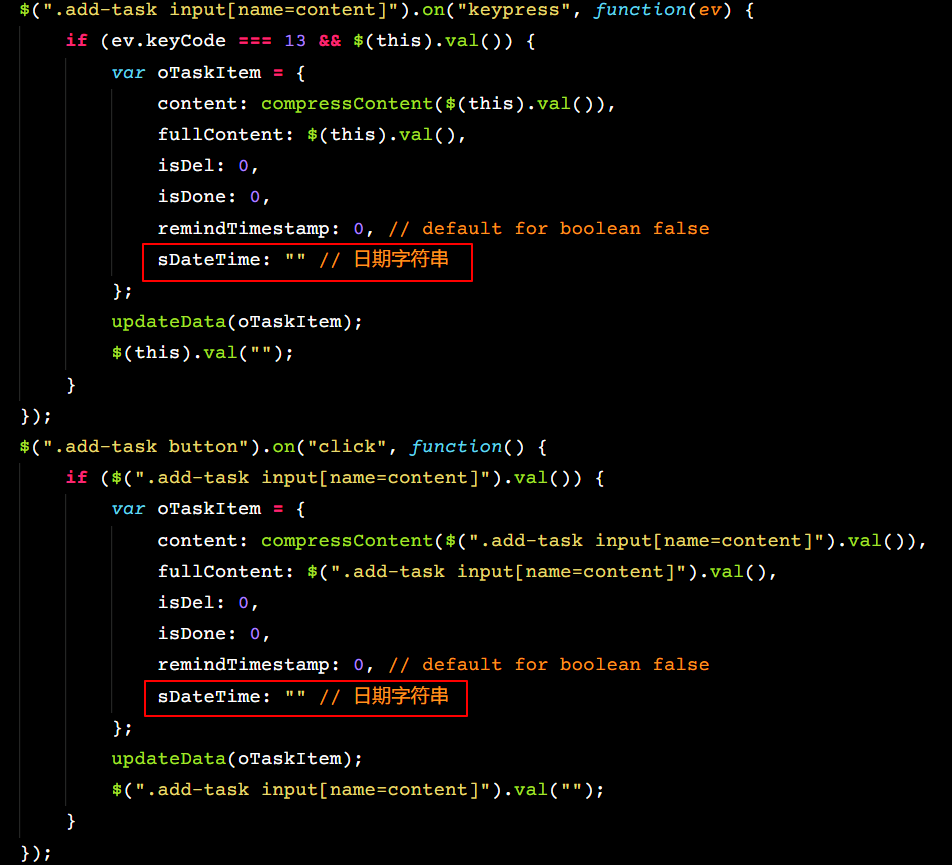 $(".add-task input[name=content]").on("keypress", function(ev) {
if (ev.keyCode === 13 && $(this).val()) {
var oTaskItem = {
content: compressContent($(this).val()),
fullContent: $(this).val(),
isDel: 0,
isDone: 0,
remindTimestamp: 0, // default for boolean false
sDateTime: "" // 日期字符串
};
updateData(oTaskItem);
$(this).val("");
}
});
$(".add-task button").on("click", function() {
if ($(".add-task input[name=content]").val()) {
var oTaskItem = {
content: compressContent($(".add-task input[name=content]").val()),
fullContent: $(".add-task input[name=content]").val(),
isDel: 0,
isDone: 0,
remindTimestamp: 0, // default for boolean false
sDateTime: "" // 日期字符串
};
updateData(oTaskItem);
$(".add-task input[name=content]").val("");
}
});